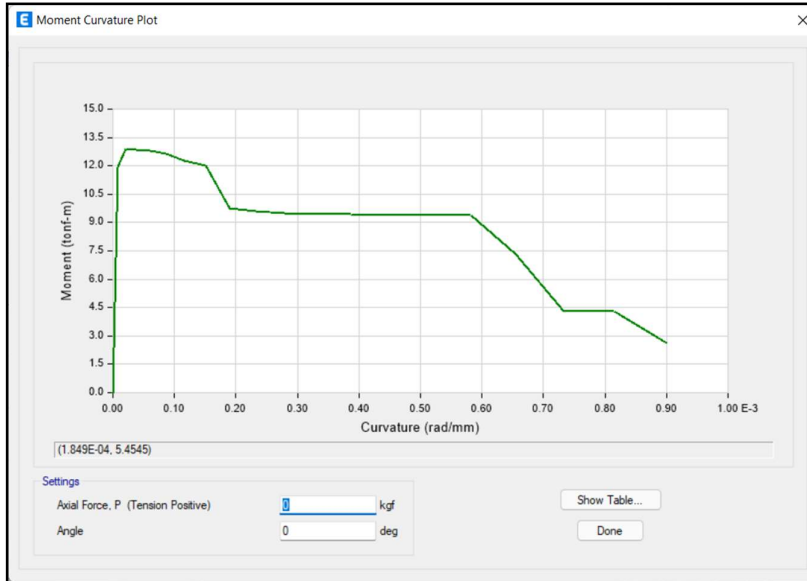 E Moment Curvature Plot X
15.0
13.5
12.0
10.5
9.0
7.5
6.0
4.5
3.0
1.5
0.0
Moment (tonf-m)
0.00 0.10 0.20 0.30 0.40 0.50 0.60 0.70 0.80 0.90 1.00 E-3
Curvature (rad/mm)
(1.849E-04, 5.4545)
Settings
Axial Force, P (Tension Positive) 0 kgf
Angle 0 deg
Show Table...
Done